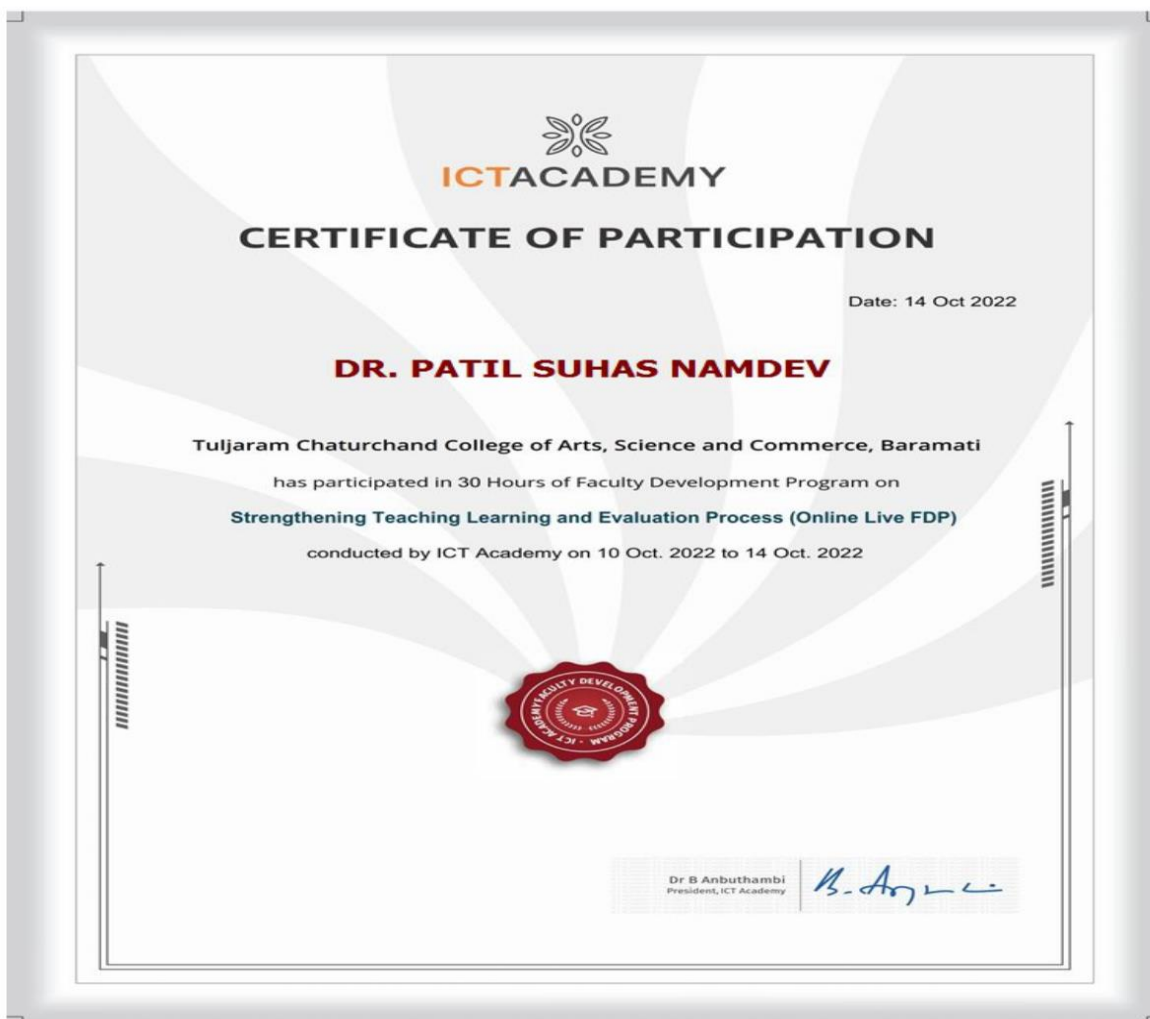 ICTACADEMY
CERTIFICATE OF PARTICIPATION
Date: 14 Oct 2022
DR. PATIL SUHAS NAMDEV
Tuljaram Chaturchand College of Arts, Science and Commerce, Baramati
has participated in 30 Hours of Faculty Development Program on
Strengthening Teaching Learning and Evaluation Process (Online Live FDP)
conducted by ICT Academy on 10 Oct. 2022 to 14 Oct. 2022
FACULTY DEVELOPMENT PROGRAM · ICT ACADEMY
Dr B Anbuthambi
President, ICT Academy